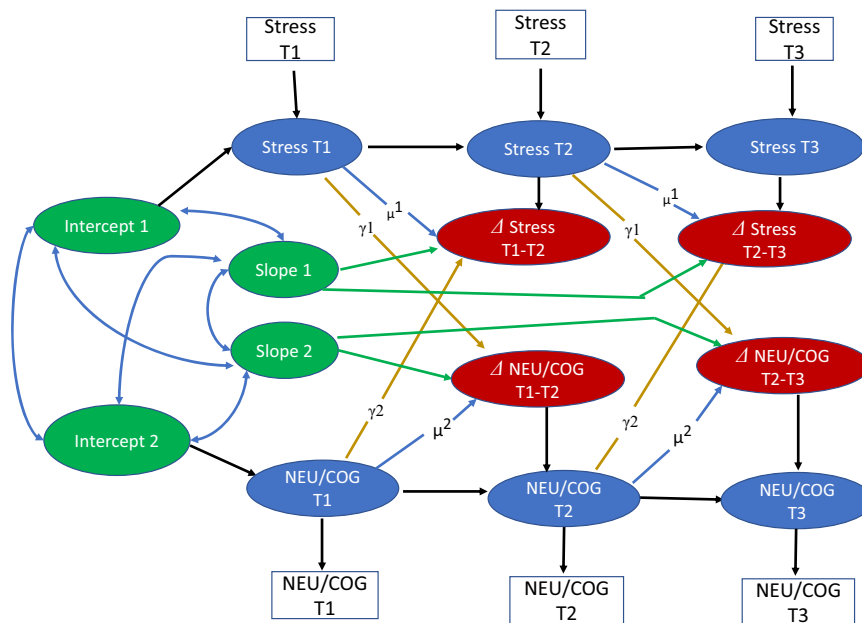 Stress
T1
Stress
T2
Stress
T3
Stress T1
Stress T2
Stress T3
μ1
μ1
Intercept 1
γ1
γ1
Δ Stress
T1-T2
Δ Stress
T2-T3
Slope 1
Slope 2
Δ NEU/COG
T1-T2
Δ NEU/COG
T2-T3
Intercept 2
γ2
μ2
γ2
μ2
NEU/COG
T1
NEU/COG
T2
NEU/COG
T3
NEU/COG
T1
NEU/COG
T2
NEU/COG
T3